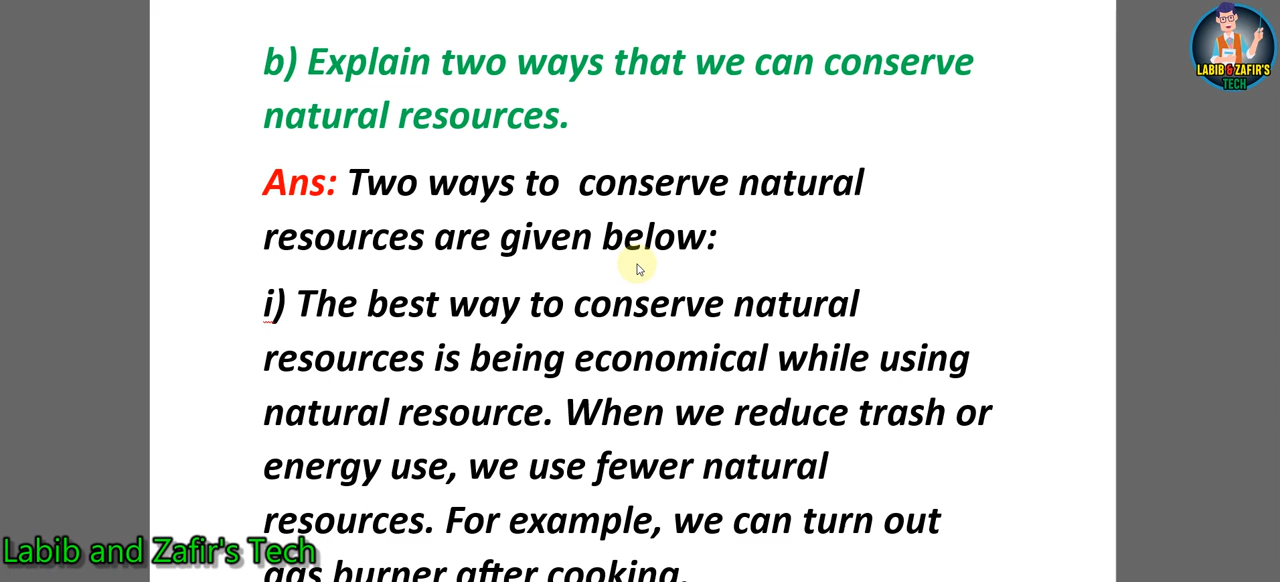 b) Explain two ways that we can conserve
natural resources.
Ans: Two ways to conserve natural
resources are given below:
i) The best way to conserve natural
resources is being economical while using
natural resource. When we reduce trash or
energy use, we use fewer natural
resources. For example, we can turn out
gas burner after cooking.
Labib and Zafir's Tech
LABIB & ZAFIR'S
TECH